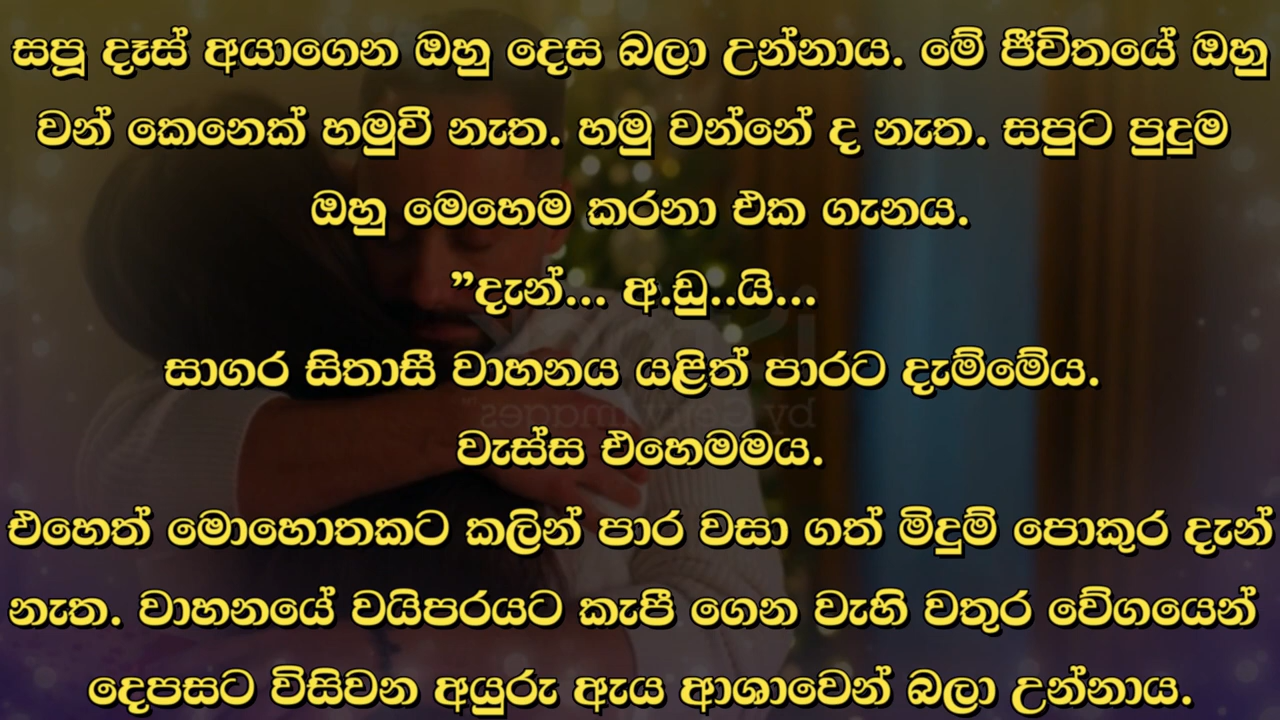 සපූ දෑස් අයාගෙන ඔහු දෙස බලා උන්නාය. මේ ජීවිතයේ ඔහු
වන් කෙනෙක් හමුවී නැත. හමු වන්නේ ද නැත. සපුට පුදුම
ඔහු මෙහෙම කරනා එක ගැනය.
”දැන්... අ.ඩු..යි...
සාගර සිතාසී වාහනය යළිත් පාරට දැම්මේය.
වැස්ස එහෙමමය.
එහෙත් මොහොතකට කලින් පාර වසා ගත් මිදුම් පොකුර දැන්
නැත. වාහනයේ වයිපරයට කැපී ගෙන වැහි වතුර වේගයෙන්
දෙපසට විසිවන අයුරු ඇය ආශාවෙන් බලා උන්නාය.